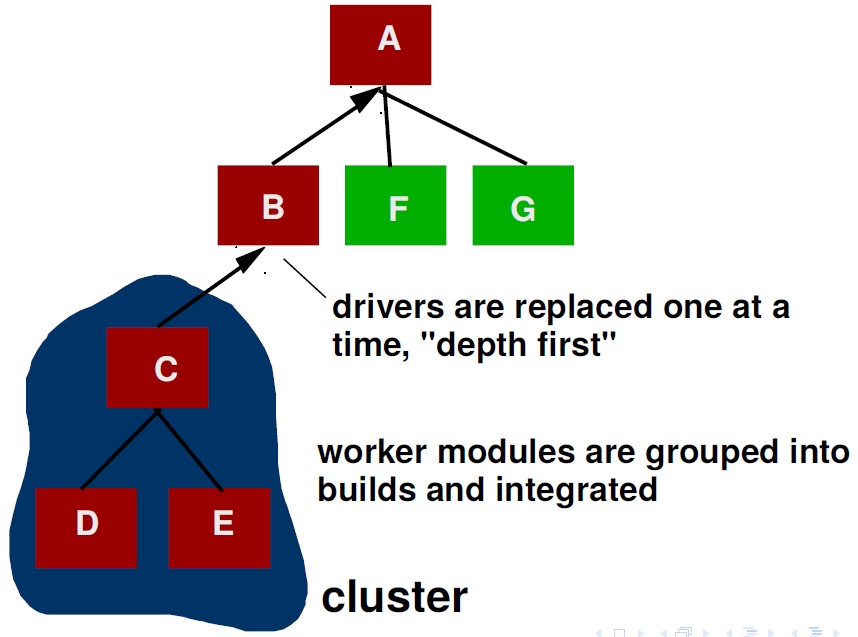 A
B
F
G
drivers are replaced one at a
time, "depth first"
C
worker modules are grouped into
builds and integrated
D
E
cluster